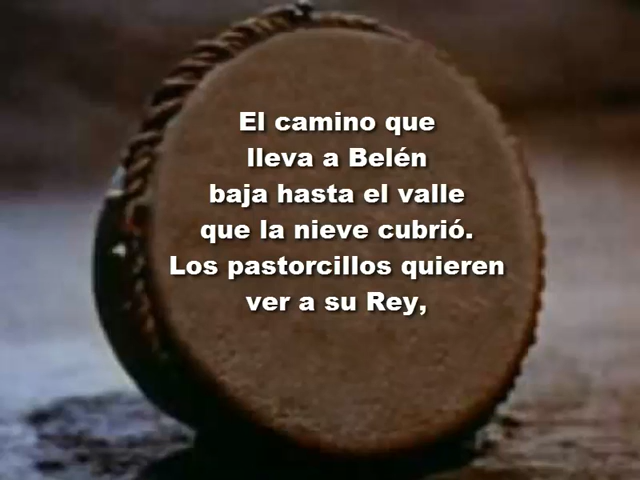 El camino que
lleva a Belén
baja hasta el valle
que la nieve cubrió.
Los pastorcillos quieren
ver a su Rey,